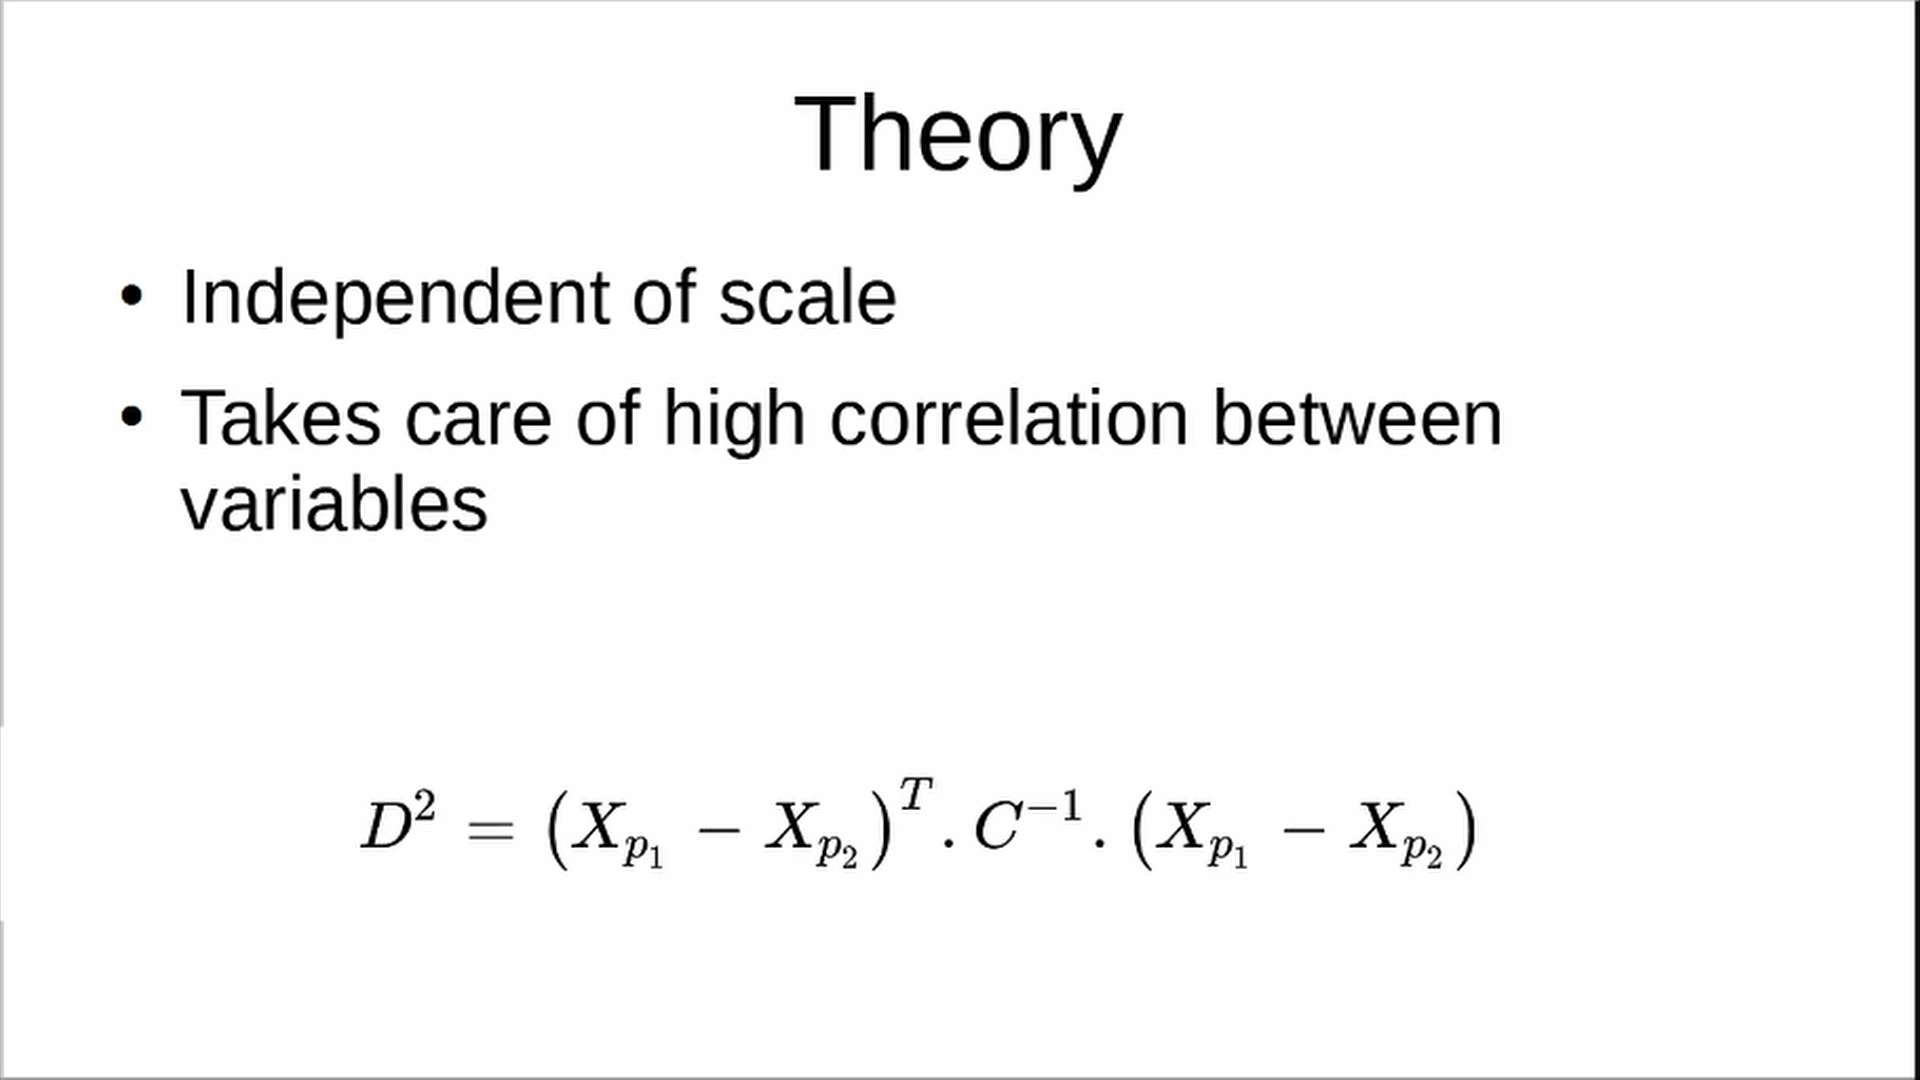 Theory
• Independent of scale
• Takes care of high correlation between
variables
D² = (X_{p₁} − X_{p₂})ᵀ . C⁻¹ . (X_{p₁} − X_{p₂})